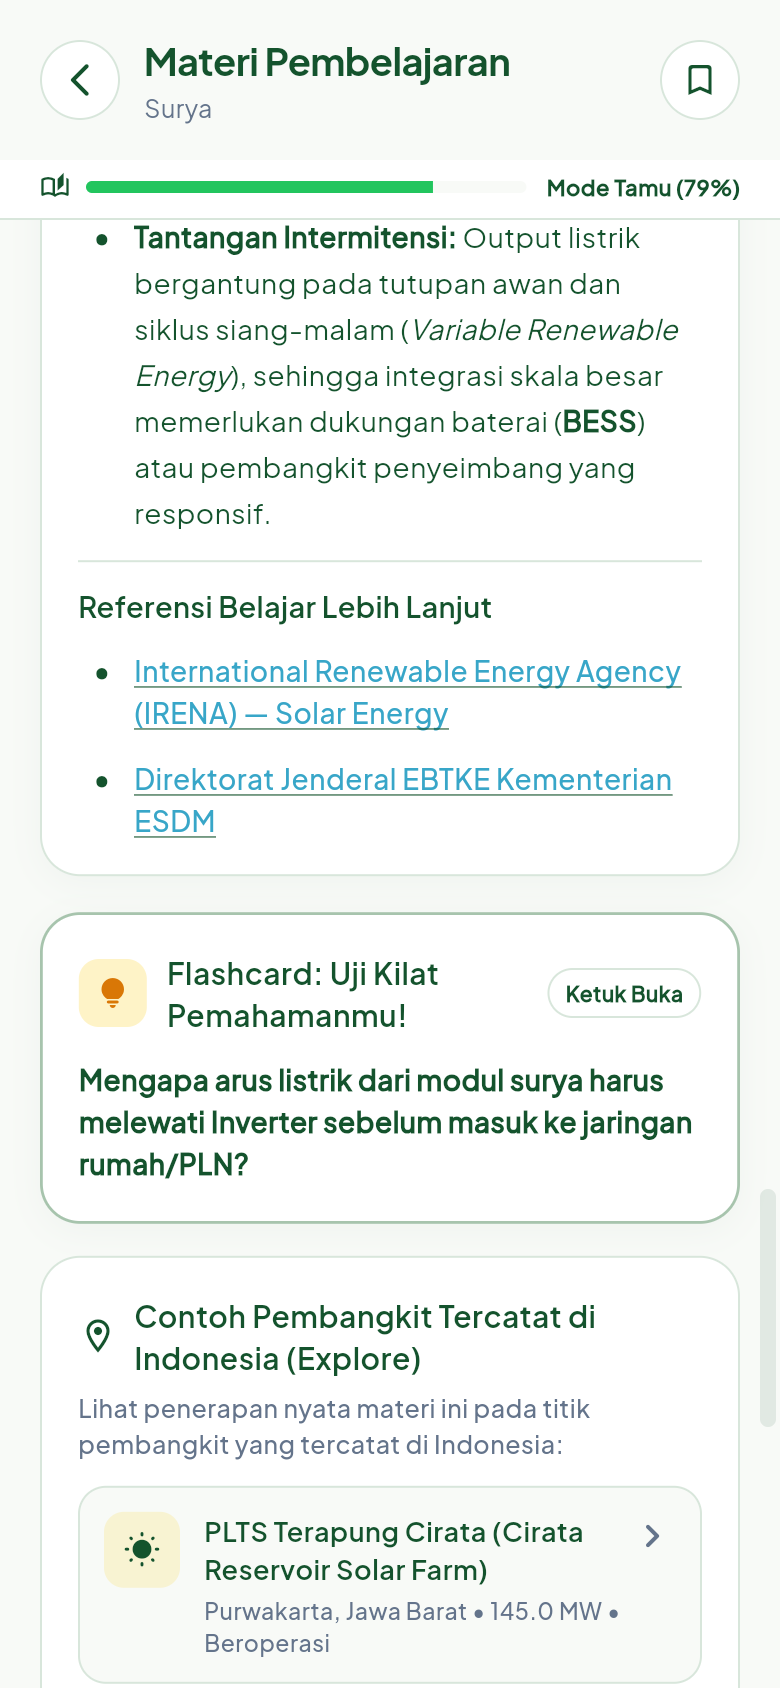 Materi Pembelajaran
Surya
Mode Tamu (79%)
• Tantangan Intermitensi: Output listrik
bergantung pada tutupan awan dan
siklus siang-malam (Variable Renewable
Energy), sehingga integrasi skala besar
memerlukan dukungan baterai (BESS)
atau pembangkit penyeimbang yang
responsif.
Referensi Belajar Lebih Lanjut
• International Renewable Energy Agency
(IRENA) — Solar Energy
• Direktorat Jenderal EBTKE Kementerian
ESDM
Flashcard: Uji Kilat
Pemahamanmu!
Ketuk Buka
Mengapa arus listrik dari modul surya harus
melewati Inverter sebelum masuk ke jaringan
rumah/PLN?
Contoh Pembangkit Tercatat di
Indonesia (Explore)
Lihat penerapan nyata materi ini pada titik
pembangkit yang tercatat di Indonesia:
PLTS Terapung Cirata (Cirata
Reservoir Solar Farm)
Purwakarta, Jawa Barat • 145.0 MW •
Beroperasi